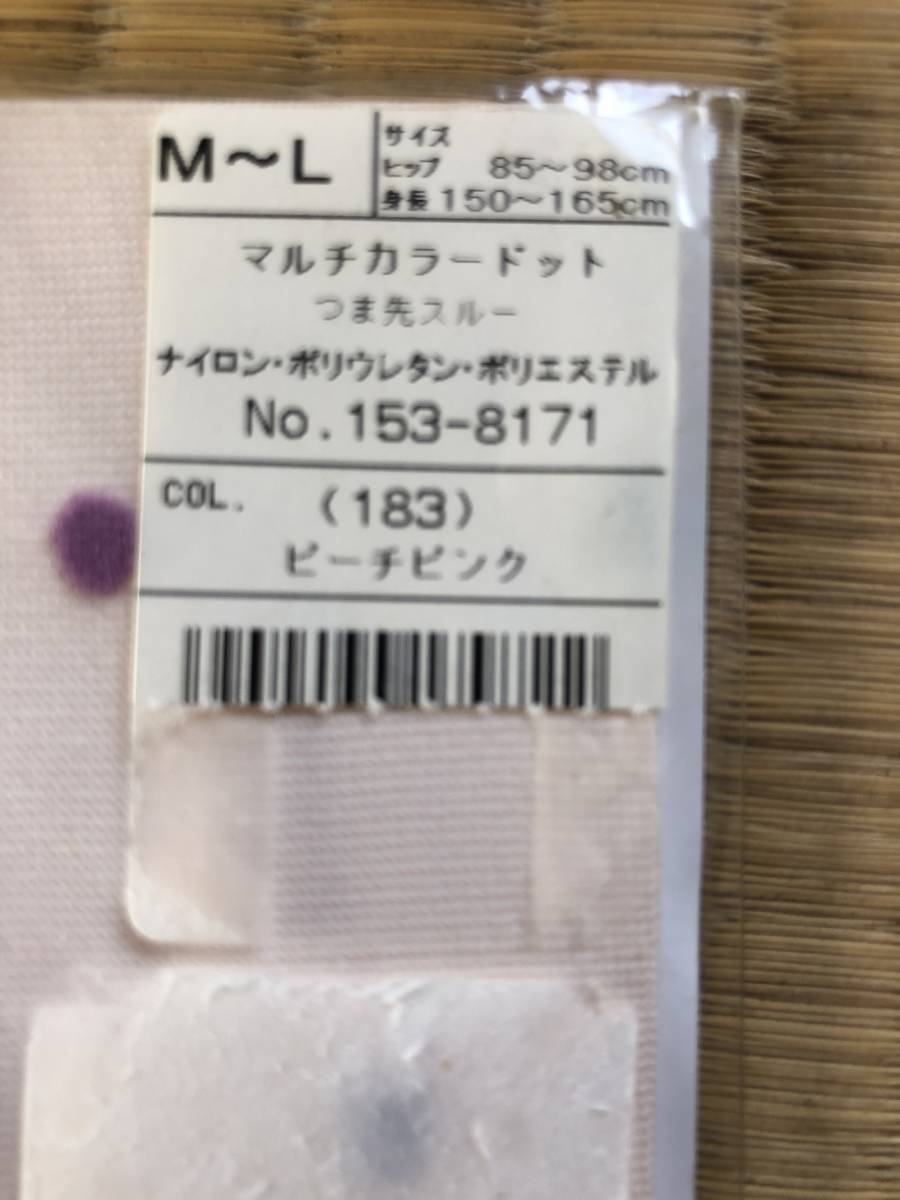 M～L
サイズ
ヒップ 85～98cm
身長 150～165cm
マルチカラードット
つま先スルー
ナイロン・ポリウレタン・ポリエステル
No.153-8171
COL. (183)
ピーチピンク